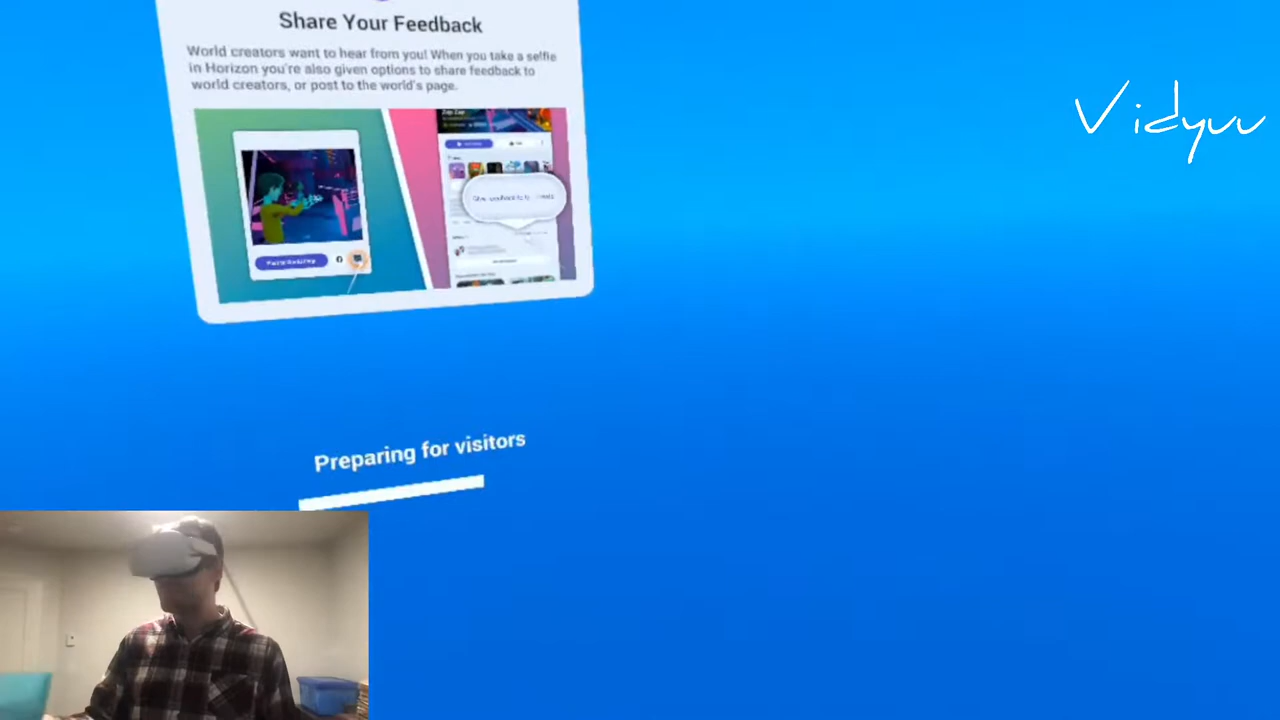 Share Your Feedback
World creators want to hear from you! When you take a selfie
in Horizon you're also given options to share feedback to
world creators, or post to the world's page.
Preparing for visitors
Vidyuu